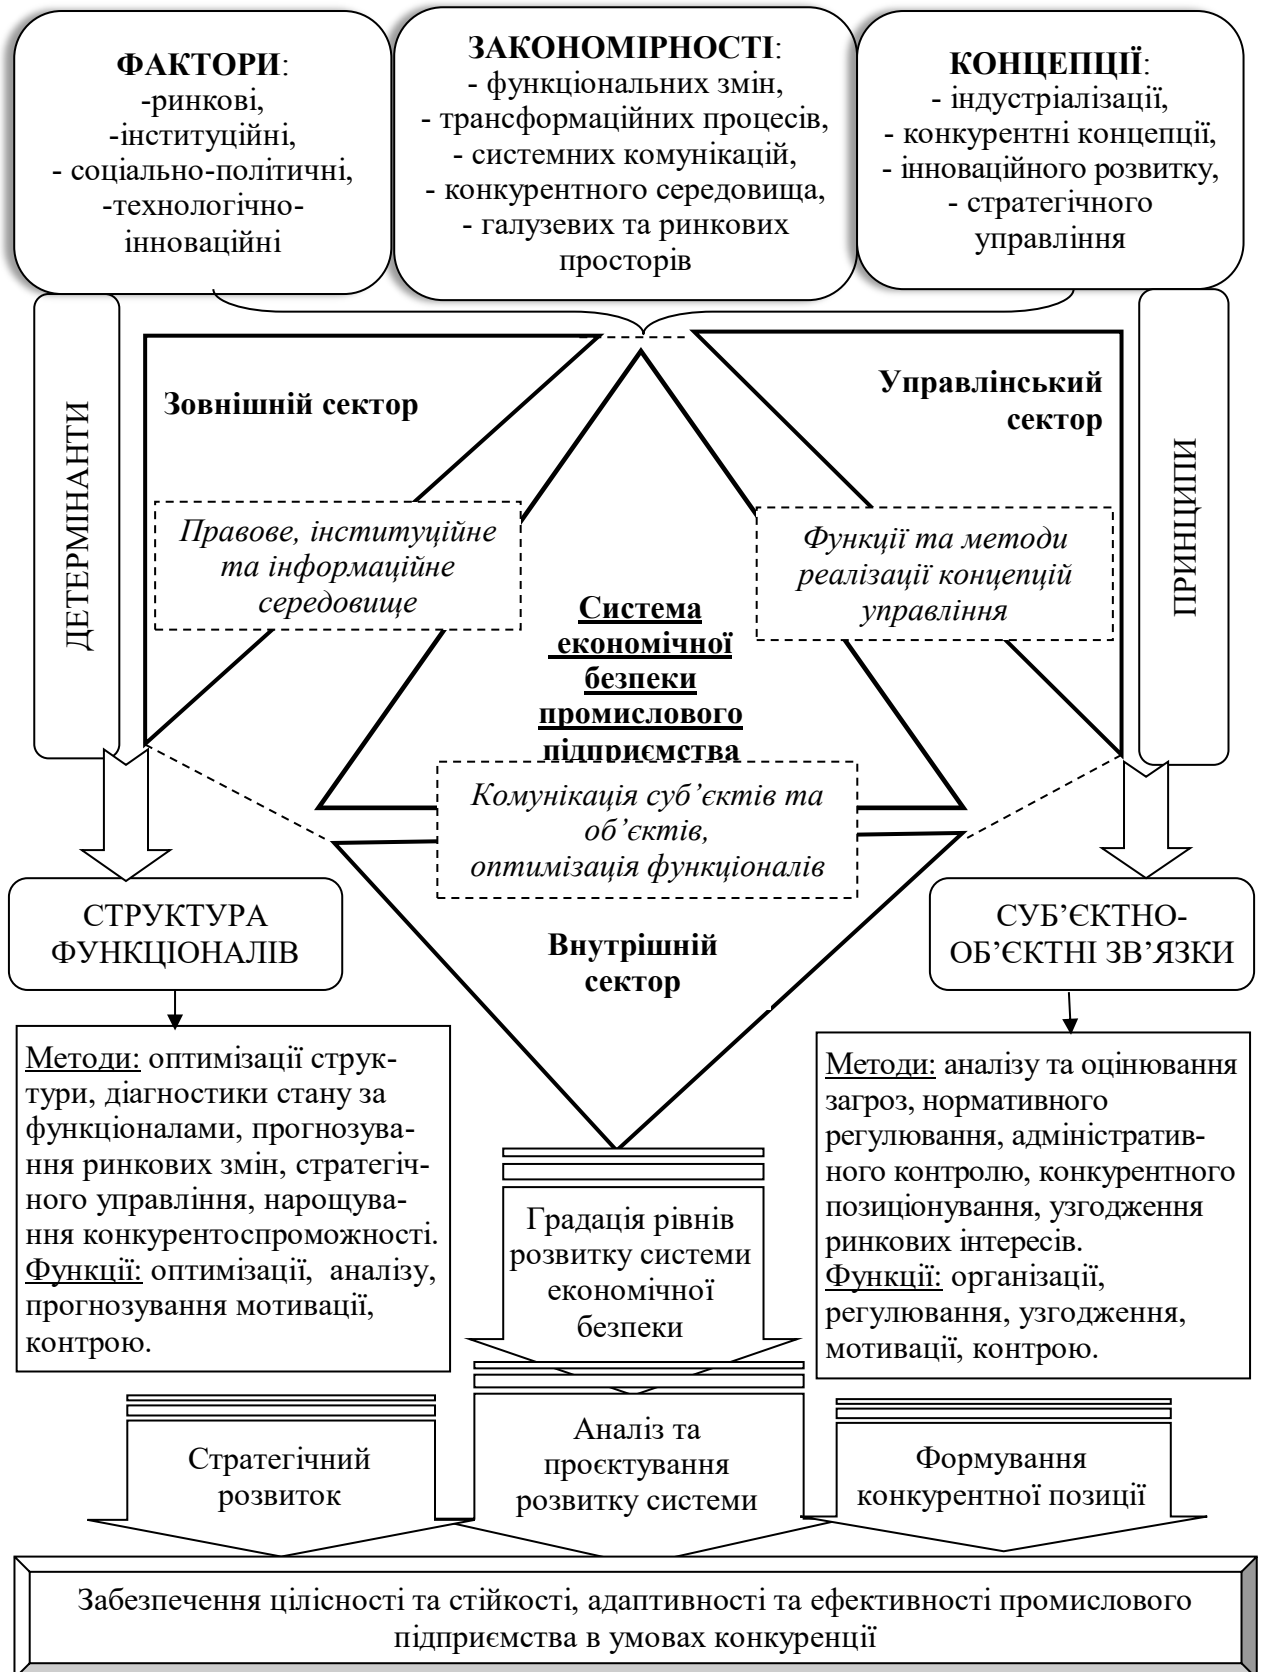 ФАКТОРИ:
-ринкові,
-інституційні,
- соціально-політичні,
-технологічно-
інноваційні
ЗАКОНОМІРНОСТІ:
- функціональних змін,
- трансформаційних процесів,
- системних комунікацій,
- конкурентного середовища,
- галузевих та ринкових
просторів
КОНЦЕПЦІЇ:
- індустріалізації,
- конкурентні концепції,
- інноваційного розвитку,
- стратегічного
управління
ДЕТЕРМІНАНТИ
Зовнішній сектор
Управлінський
сектор
ПРИНЦИПИ
Правове, інституційне
та інформаційне
середовище
Функції та методи
реалізації концепцій
управління
Система
економічної
безпеки
промислового
підприємства
Комунікація суб’єктів та
об’єктів,
оптимізація функціоналів
Внутрішній
сектор
СТРУКТУРА
ФУНКЦІОНАЛІВ
СУБ’ЄКТНО-
ОБ’ЄКТНІ ЗВ’ЯЗКИ
Методи: оптимізації струк-
тури, діагностики стану за
функціоналами, прогнозува-
ння ринкових змін, стратегіч-
ного управління, нарощува-
ння конкурентоспроможності.
Функції: оптимізації, аналізу,
прогнозування мотивації,
контрою.
Методи: аналізу та оцінювання
загроз, нормативного
регулювання, адміністратив-
ного контролю, конкурентного
позиціонування, узгодження
ринкових інтересів.
Функції: організації,
регулювання, узгодження,
мотивації, контрою.
Градація рівнів
розвитку системи
економічної
безпеки
Стратегічний
розвиток
Аналіз та
проєктування
розвитку системи
Формування
конкурентної позиції
Забезпечення цілісності та стійкості, адаптивності та ефективності промислового
підприємства в умовах конкуренції